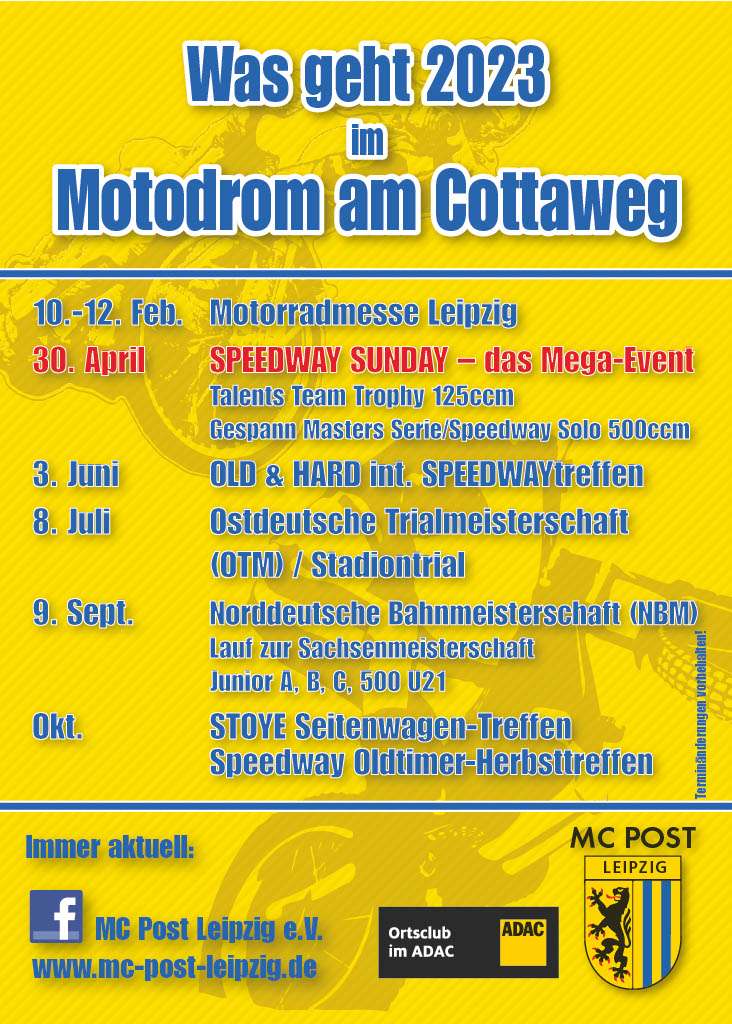 Was geht 2023
im
Motodrom am Cottaweg
10.-12. Feb. Motorradmesse Leipzig
30. April SPEEDWAY SUNDAY – das Mega-Event
Talents Team Trophy 125ccm
Gespann Masters Serie/Speedway Solo 500ccm
3. Juni OLD & HARD int. SPEEDWAYtreffen
8. Juli Ostdeutsche Trialmeisterschaft
(OTM) / Stadiontrial
9. Sept. Norddeutsche Bahnmeisterschaft (NBM)
Lauf zur Sachsenmeisterschaft
Junior A, B, C, 500 U21
Okt. STOYE Seitenwagen-Treffen
Speedway Oldtimer-Herbsttreffen
Terminänderungen vorbehalten!
Immer aktuell:
f MC Post Leipzig e.V.
www.mc-post-leipzig.de
Ortsclub
im ADAC
ADAC
MC POST
LEIPZIG